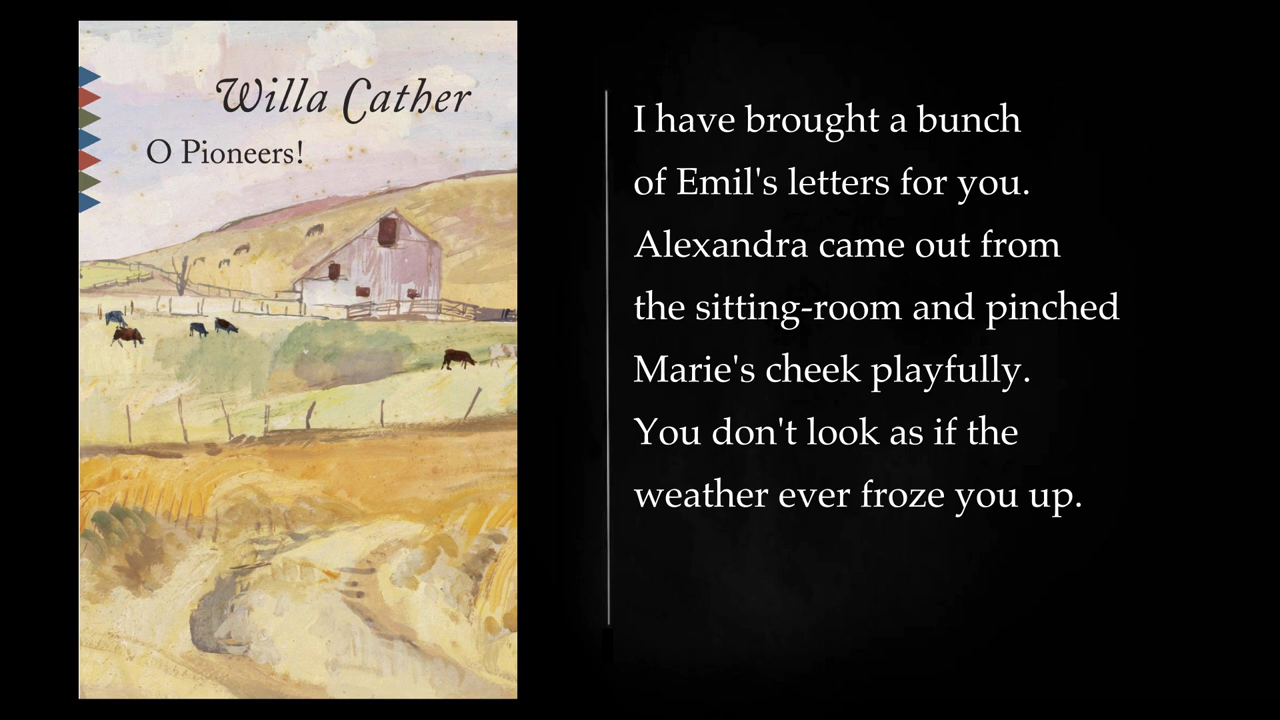 Willa Cather
O Pioneers!
I have brought a bunch
of Emil's letters for you.
Alexandra came out from
the sitting-room and pinched
Marie's cheek playfully.
You don't look as if the
weather ever froze you up.